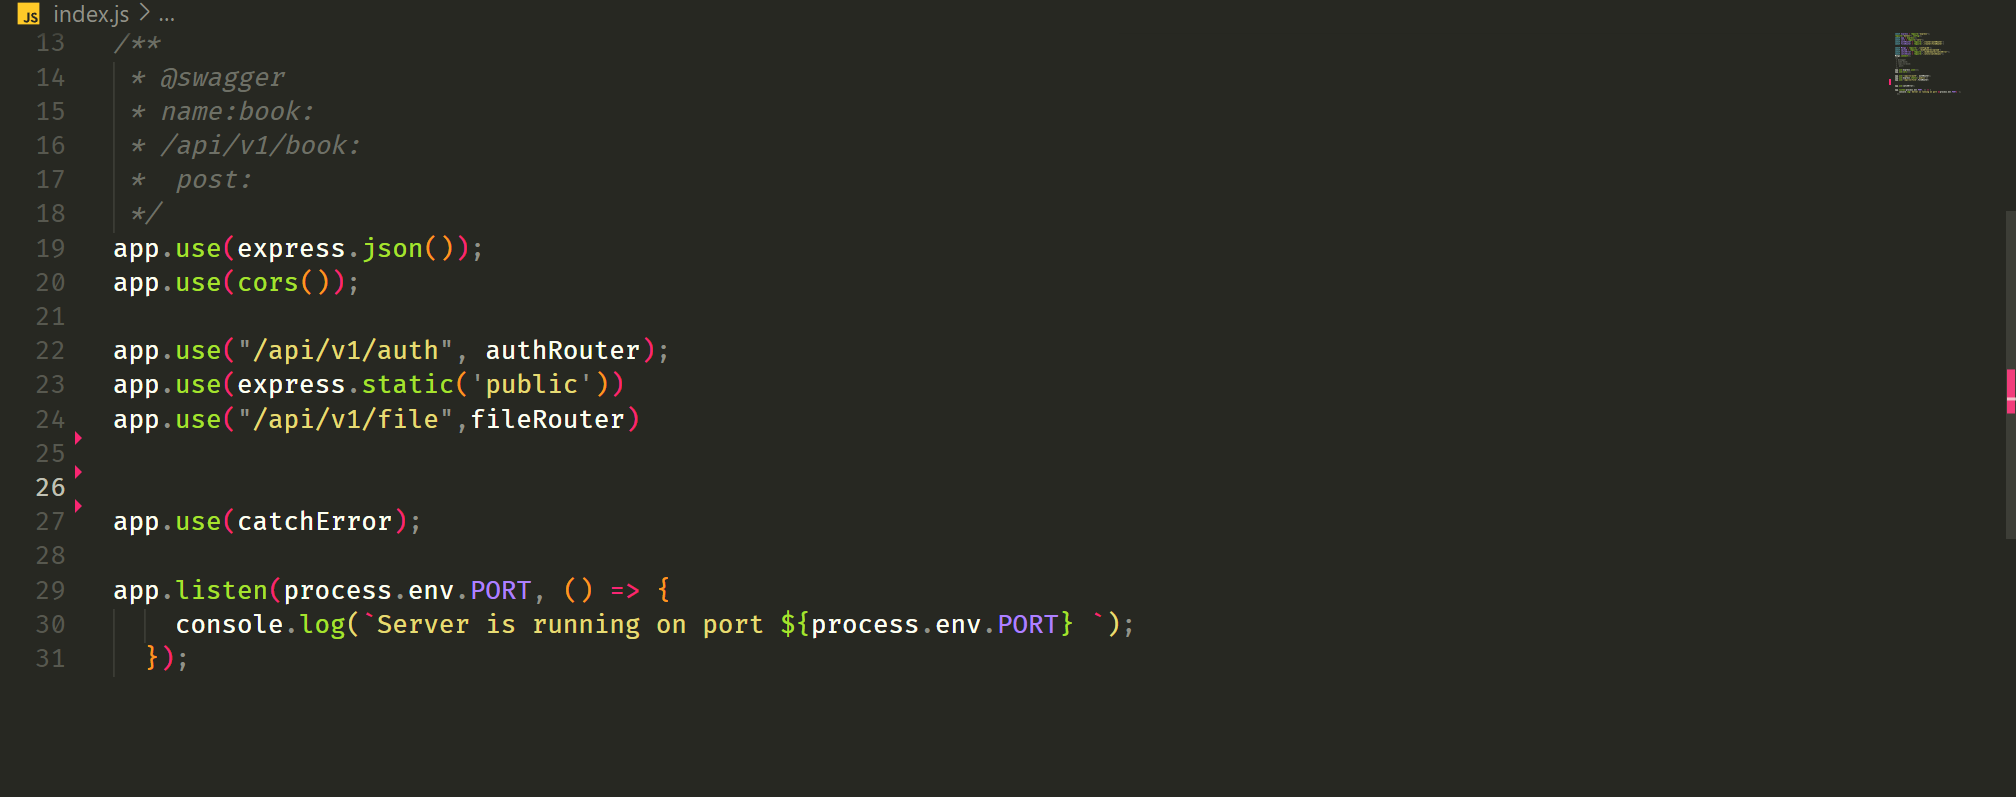 JS index.js > ...
13 /**
14  * @swagger
15  * name:book:
16  * /api/v1/book:
17  *  post:
18  */
19 app.use(express.json());
20 app.use(cors());
21
22 app.use("/api/v1/auth", authRouter);
23 app.use(express.static('public'))
24 app.use("/api/v1/file",fileRouter)
25
26
27 app.use(catchError);
28
29 app.listen(process.env.PORT, () => {
30     console.log(`Server is running on port ${process.env.PORT} `);
31   });